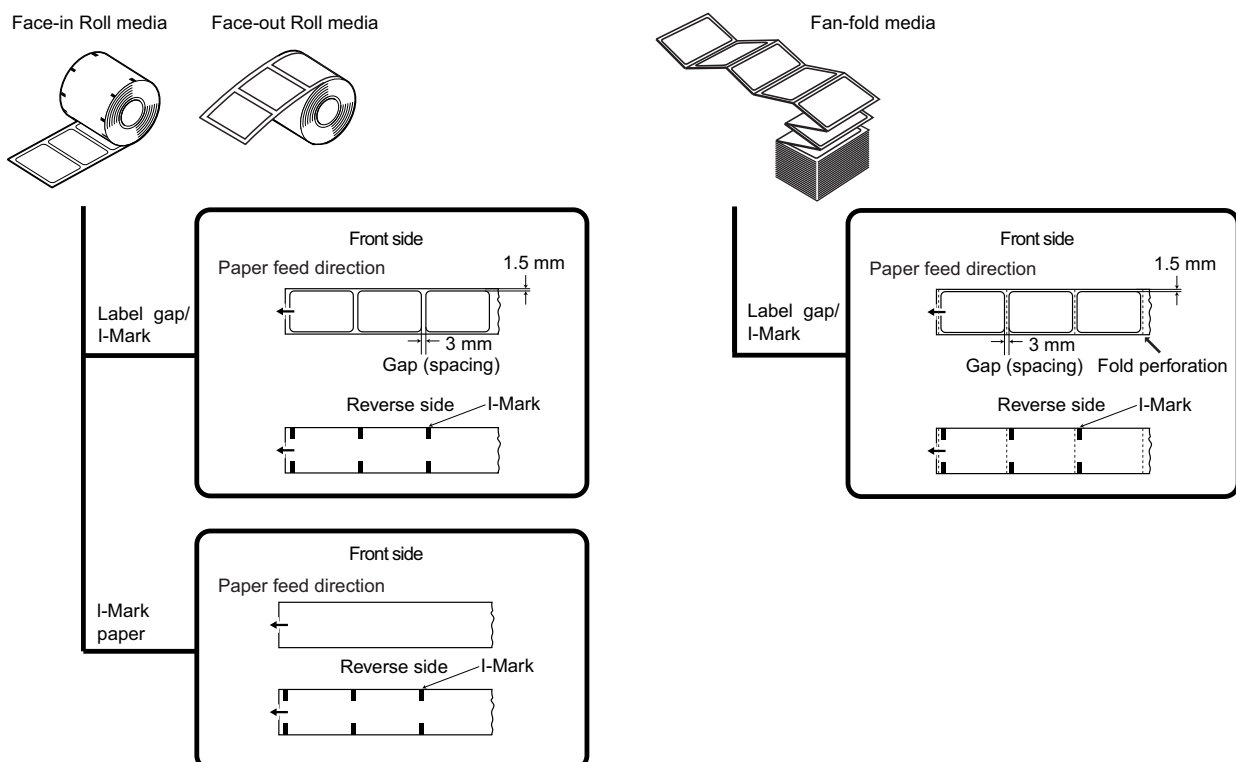 Face-in Roll media
Face-out Roll media
Fan-fold media
Front side
Paper feed direction
1.5 mm
Label gap/
I-Mark
3 mm
Gap (spacing)
Reverse side
I-Mark
Front side
Paper feed direction
I-Mark
paper
Reverse side
I-Mark
Front side
Paper feed direction
1.5 mm
Label gap/
I-Mark
3 mm
Gap (spacing)
Fold perforation
Reverse side
I-Mark